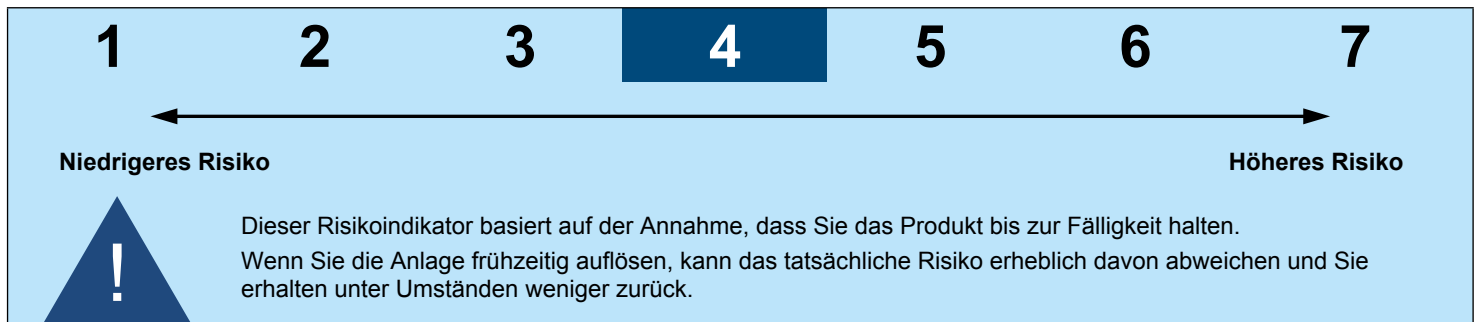 1 2 3 4 5 6 7
Niedrigeres Risiko Höheres Risiko
Dieser Risikoindikator basiert auf der Annahme, dass Sie das Produkt bis zur Fälligkeit halten.
!
Wenn Sie die Anlage frühzeitig auflösen, kann das tatsächliche Risiko erheblich davon abweichen und Sie
erhalten unter Umständen weniger zurück.